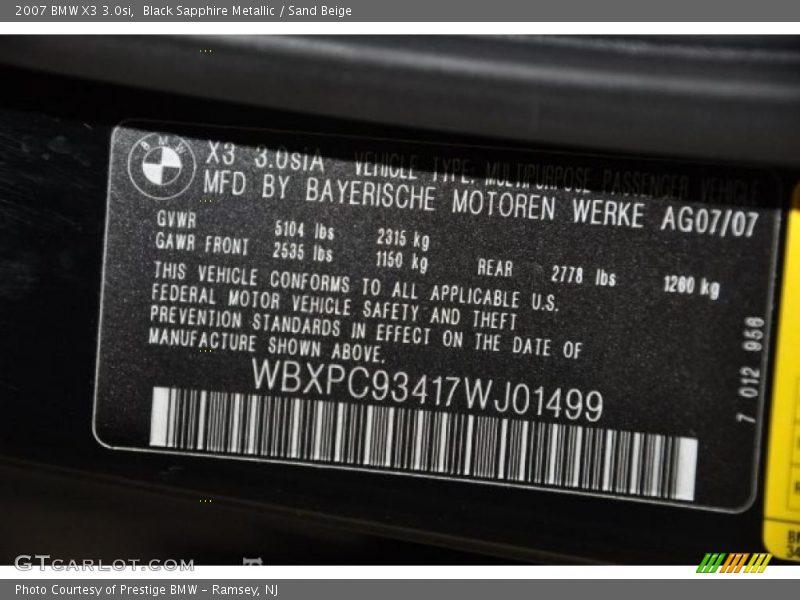 2007 BMW X3 3.0si, Black Sapphire Metallic / Sand Beige
BMW
X3 3.0siA VEHICLE TYPE: MULTIPURPOSE PASSENGER VEHICLE
MFD BY BAYERISCHE MOTOREN WERKE AG07/07
GVWR 5104 lbs 2315 kg
GAWR FRONT 2535 lbs 1150 kg REAR 2778 lbs 1260 kg
THIS VEHICLE CONFORMS TO ALL APPLICABLE U.S.
FEDERAL MOTOR VEHICLE SAFETY AND THEFT
PREVENTION STANDARDS IN EFFECT ON THE DATE OF
MANUFACTURE SHOWN ABOVE.
WBXPC93417WJ01499
7 012 956
GTCARLOT.COM
Photo Courtesy of Prestige BMW - Ramsey, NJ